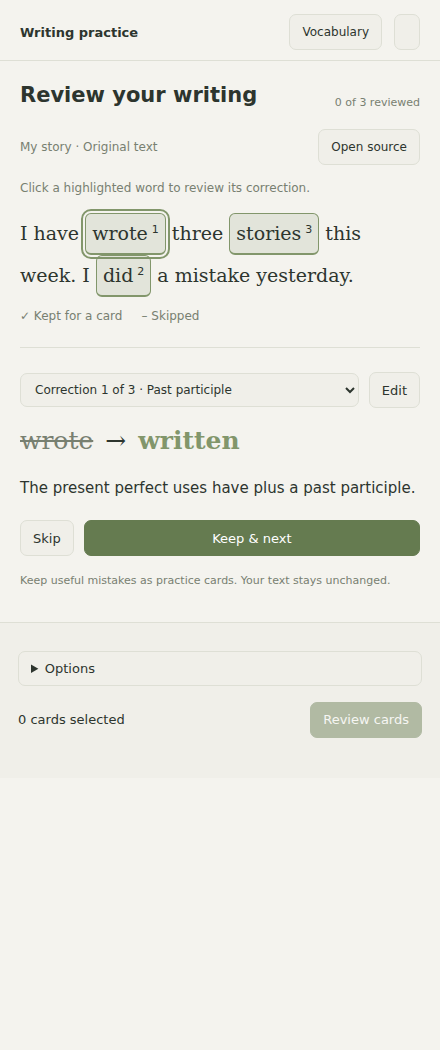 Writing practice
Vocabulary
Review your writing
0 of 3 reviewed
My story · Original text
Open source
Click a highlighted word to review its correction.
I have wrote 1 three stories 3 this
week. I did 2 a mistake yesterday.
✓ Kept for a card – Skipped
Correction 1 of 3 · Past participle
Edit
wrote → written
The present perfect uses have plus a past participle.
Skip
Keep & next
Keep useful mistakes as practice cards. Your text stays unchanged.
Options
0 cards selected
Review cards